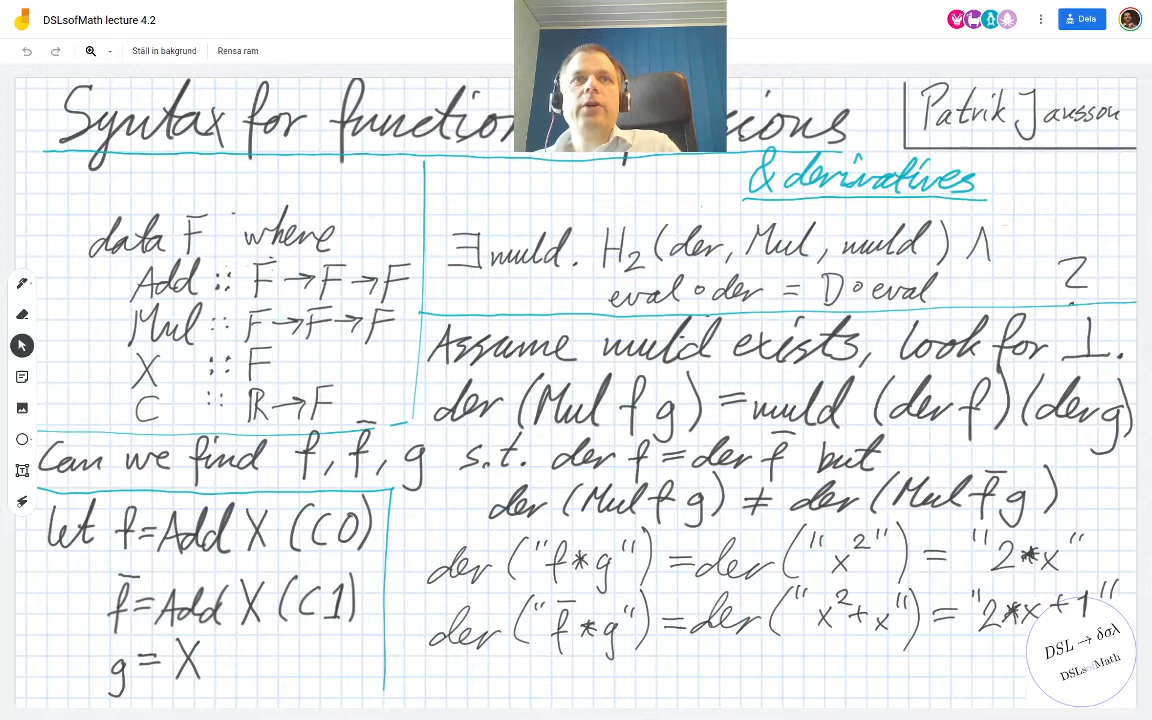 DSLsofMath lecture 4.2
Dela
Ställ in bakgrund Rensa ram
Syntax for function
sions
Patrik Jansson
& derivatives
data F where
Add :: F → F → F
Mul :: F → F → F
X :: F
C :: ℝ → F
∃ muld. H₂(der, Mul, muld) ∧
eval ∘ der = D ∘ eval
?
Assume muld exists, look for ⊥.
der (Mul f g) = muld (der f) (der g)
Can we find f, f̅, g s.t. der f = der f̅ but
der (Mul f g) ≠ der (Mul f̅ g)
let f = Add X (C 0)
f̅ = Add X (C 1)
g = X
der ("f * g") = der ("x²") = "2*x"
der ("f̅ * g") = der ("x² + x") = "2*x + 1"
DSL → δσλ
DSLsofMath